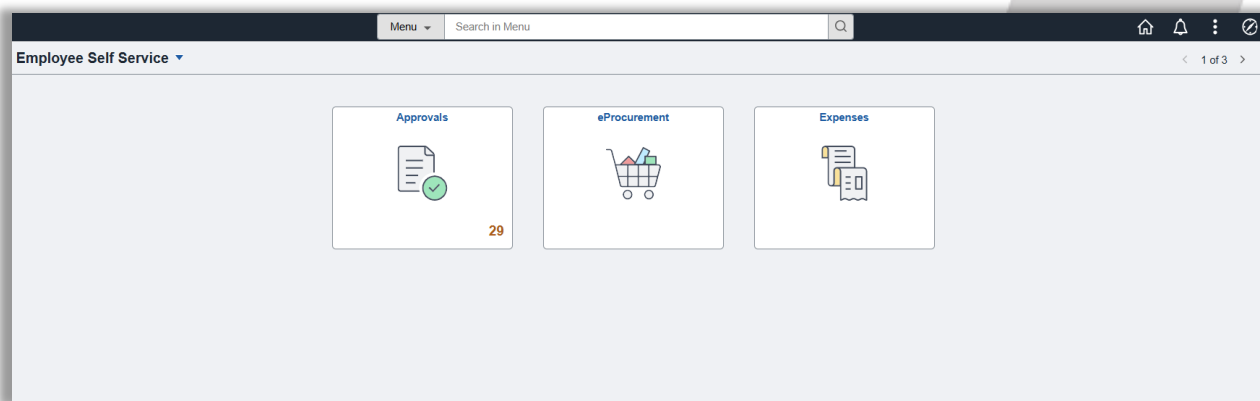 Menu
Search in Menu
Employee Self Service
1 of 3
Approvals
eProcurement
Expenses
29